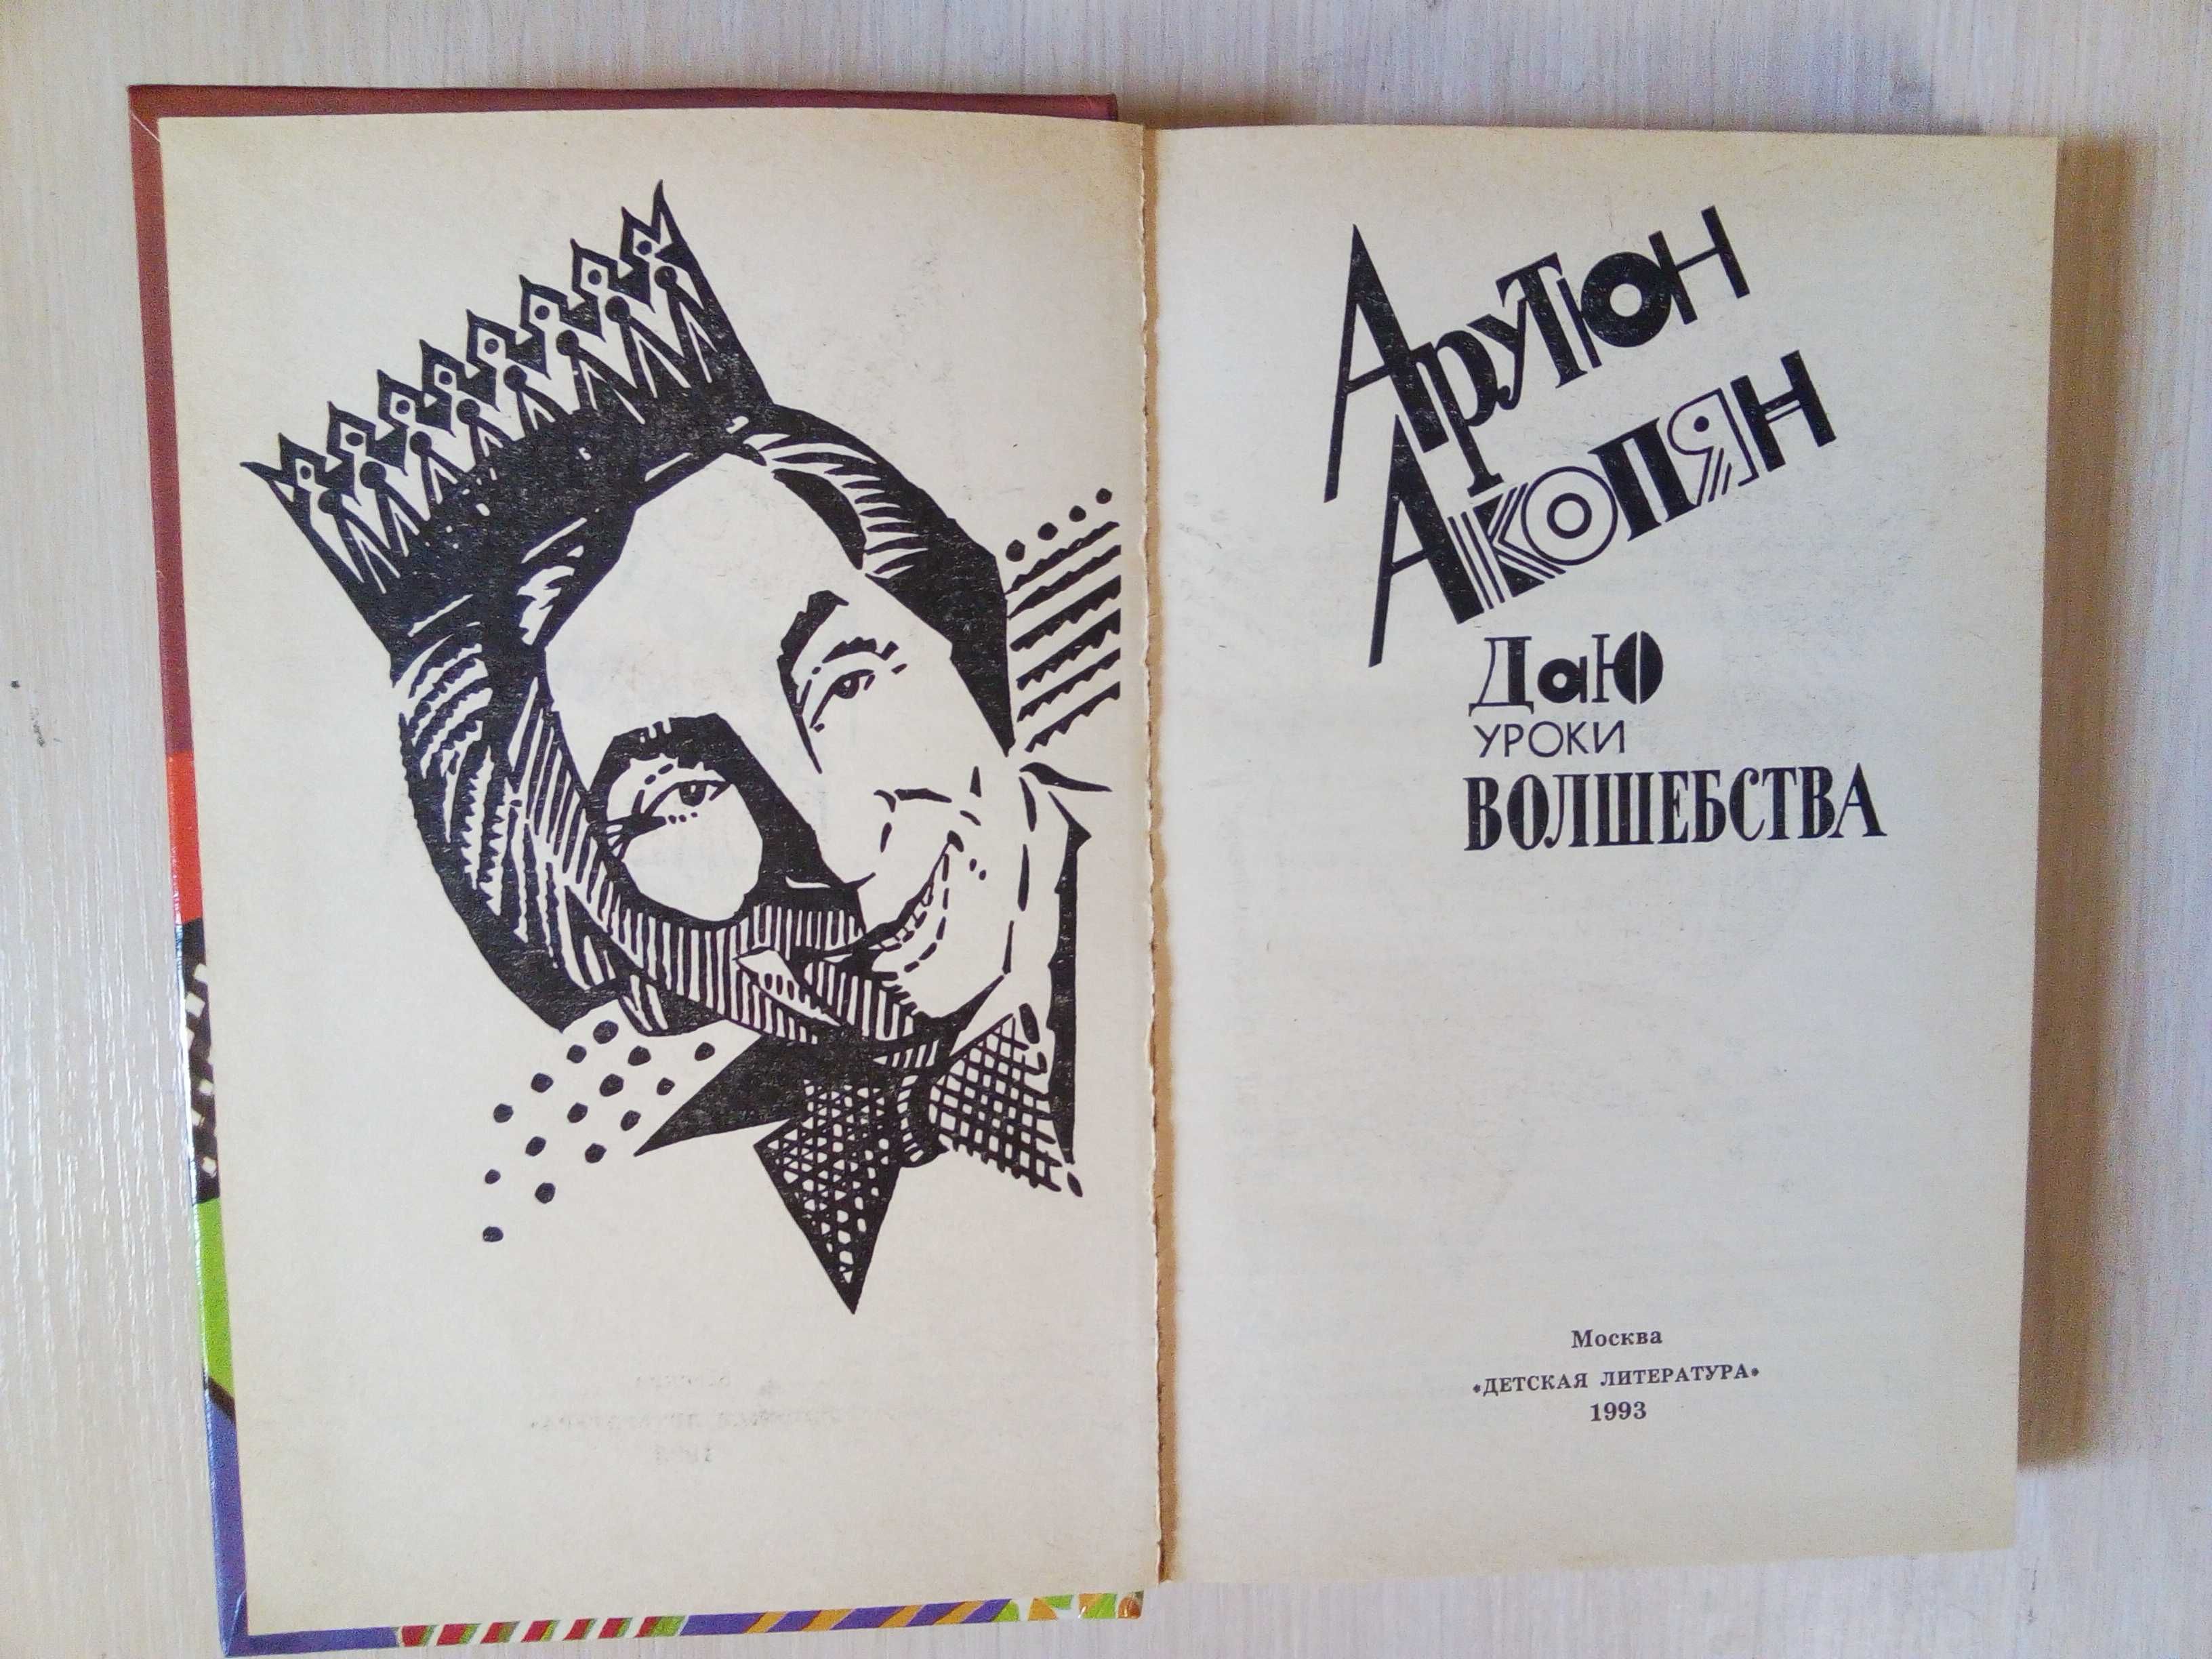 Арутюн
Акопян
Даю
уроки
ВОЛШЕБСТВА
Москва
«ДЕТСКАЯ ЛИТЕРАТУРА»
1993